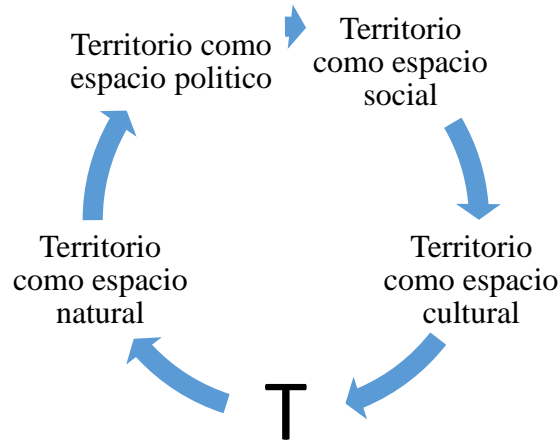 Territorio como
espacio politico
Territorio
como espacio
social
Territorio
como espacio
cultural
T
Territorio
como espacio
natural